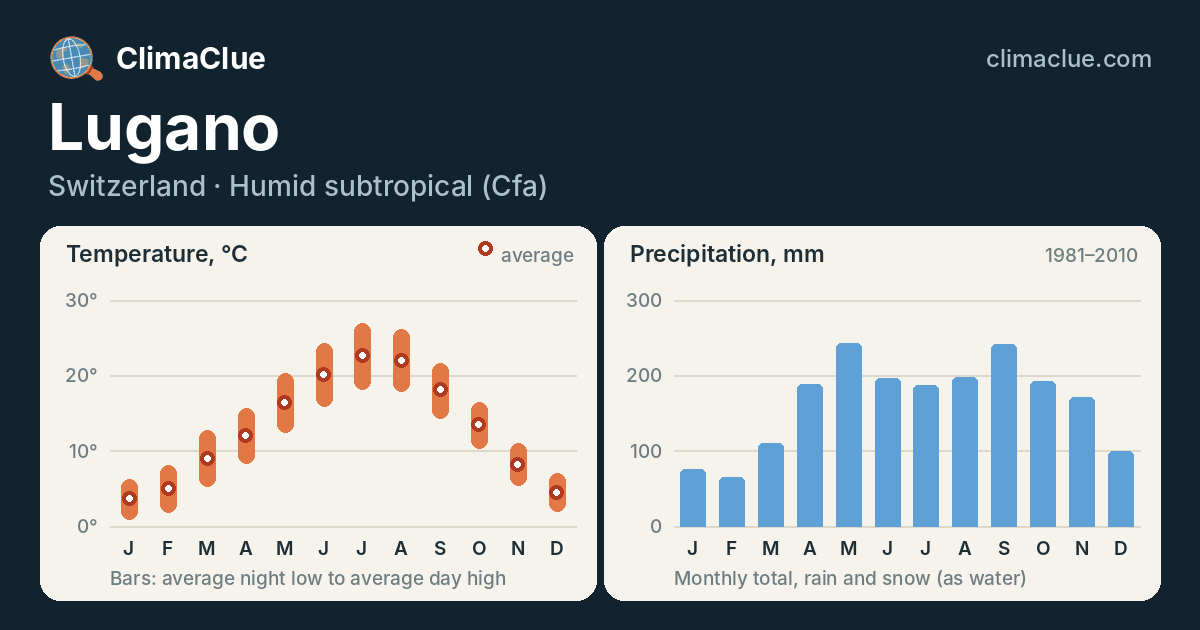 ClimaClue
climaclue.com
Lugano
Switzerland · Humid subtropical (Cfa)
Temperature, °C
average
30°
20°
10°
0°
J F M A M J J A S O N D
Bars: average night low to average day high
Precipitation, mm
1981–2010
300
200
100
0
J F M A M J J A S O N D
Monthly total, rain and snow (as water)